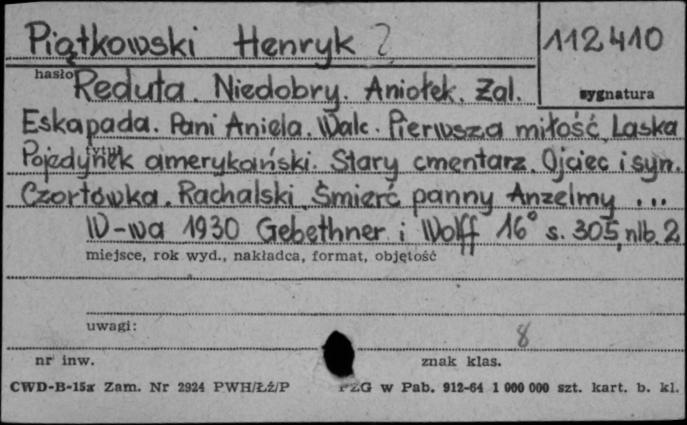 Piątkowski Henryk ?
112410
hasło
sygnatura
Reduta. Niedobry. Aniołek. Żal.
Eskapada. Pani Aniela. Walc. Pierwsza miłość. Laska
Pojedynek amerykański. Stary cmentarz. Ojciec i syn.
Czortówka. Rachalski. Śmierć panny Anzelmy ...
W-wa 1930 Gebethner i Wolff 16° s. 305, nlb. 2
miejsce, rok wyd., nakładca, format, objętość
uwagi:
8
nr inw.
znak klas.
CWD-B-15a Zam. Nr 2924 PWH/Łź/P PZG w Pab. 912-64 1 000 000 szt. kart. b. kl.